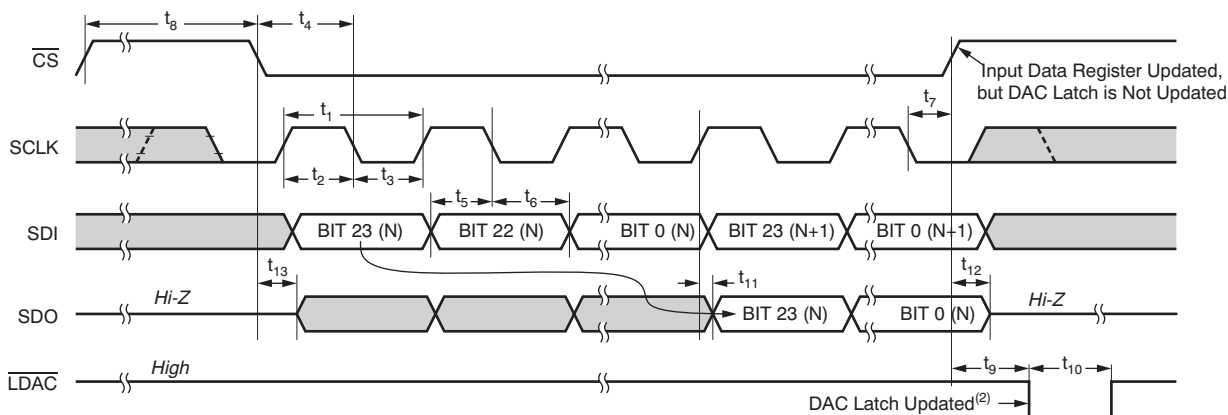 t8
t4
CS
Input Data Register Updated,
but DAC Latch is Not Updated
t1
t7
SCLK
t2
t3
t5
t6
SDI
BIT 23 (N)
BIT 22 (N)
BIT 0 (N)
BIT 23 (N+1)
BIT 0 (N+1)
t13
t11
t12
Hi-Z
Hi-Z
SDO
BIT 23 (N)
BIT 0 (N)
High
t9
t10
LDAC
DAC Latch Updated(2)